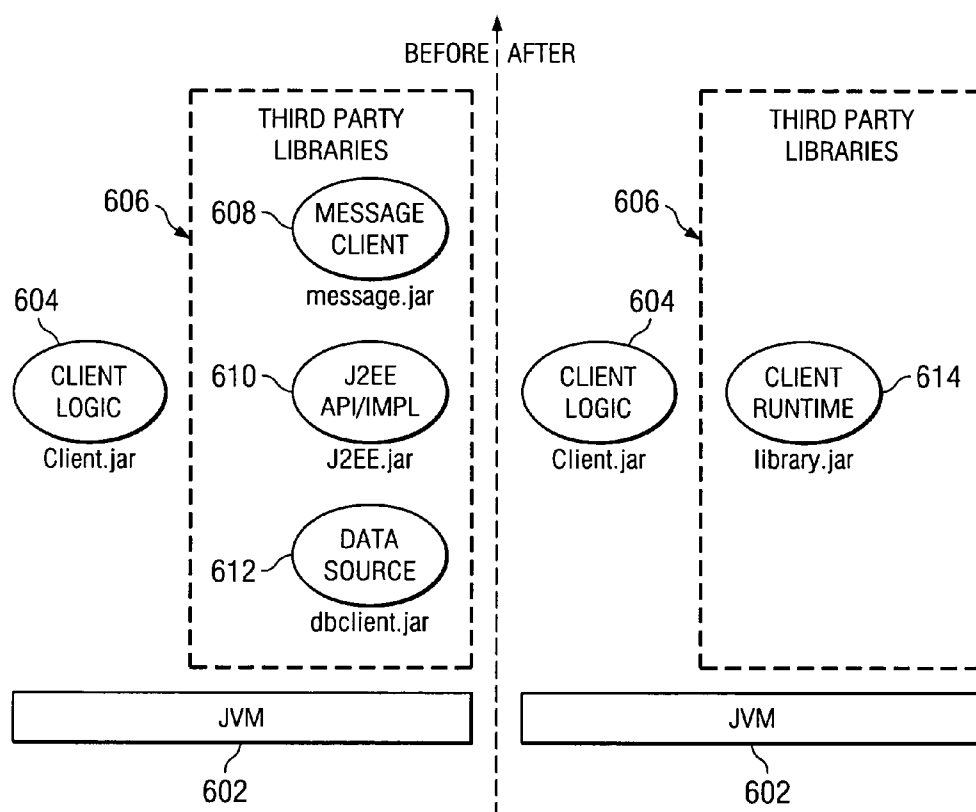 BEFORE AFTER
THIRD PARTY
LIBRARIES
606
608
MESSAGE
CLIENT
message.jar
604
CLIENT
LOGIC
Client.jar
610
J2EE
API/IMPL
J2EE.jar
612
DATA
SOURCE
dbclient.jar
JVM
602
THIRD PARTY
LIBRARIES
606
604
CLIENT
LOGIC
Client.jar
CLIENT
RUNTIME
614
library.jar
JVM
602